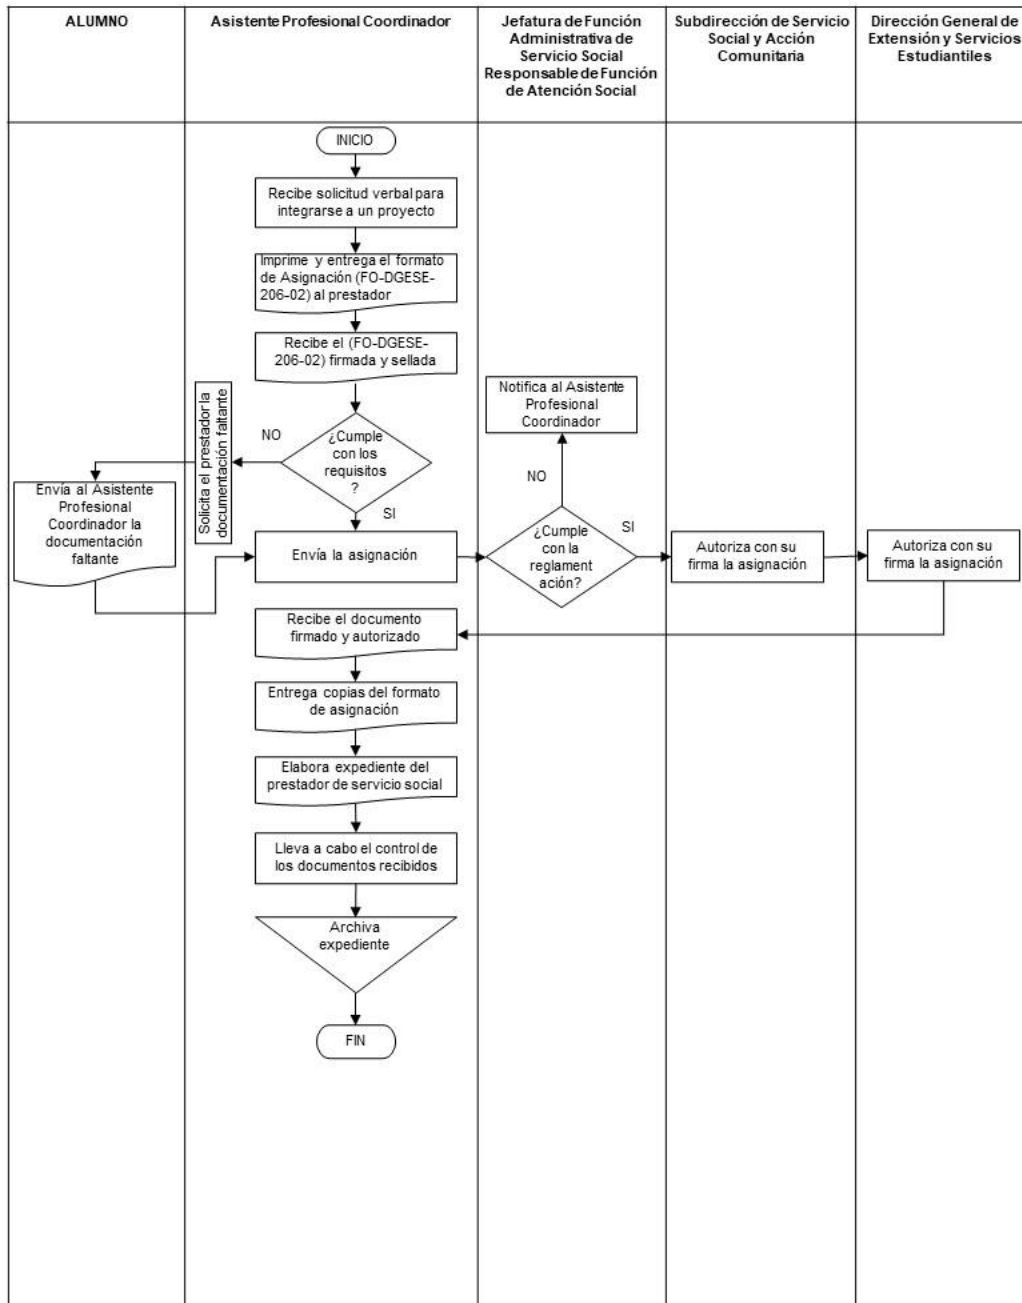 ALUMNO
Asistente Profesional Coordinador
Jefatura de Función
Administrativa de
Servicio Social
Responsable de Función
de Atención Social
Subdirección de Servicio
Social y Acción
Comunitaria
Dirección General de
Extensión y Servicios
Estudiantiles
INICIO
Recibe solicitud verbal para
integrarse a un proyecto
Imprime y entrega el formato
de Asignación (FO-DGESE-
206-02) al prestador
Recibe el (FO-DGESE-
206-02) firmada y sellada
¿Cumple
con los
requisitos
?
NO
SI
Solicita el prestador la
documentación faltante
Envía al Asistente
Profesional
Coordinador la
documentación
faltante
Envía la asignación
Notifica al Asistente
Profesional
Coordinador
NO
¿Cumple
con la
reglament
ación?
SI
Autoriza con su
firma la asignación
Autoriza con su
firma la asignación
Recibe el documento
firmado y autorizado
Entrega copias del formato
de asignación
Elabora expediente del
prestador de servicio social
Lleva a cabo el control de
los documentos recibidos
Archiva
expediente
FIN